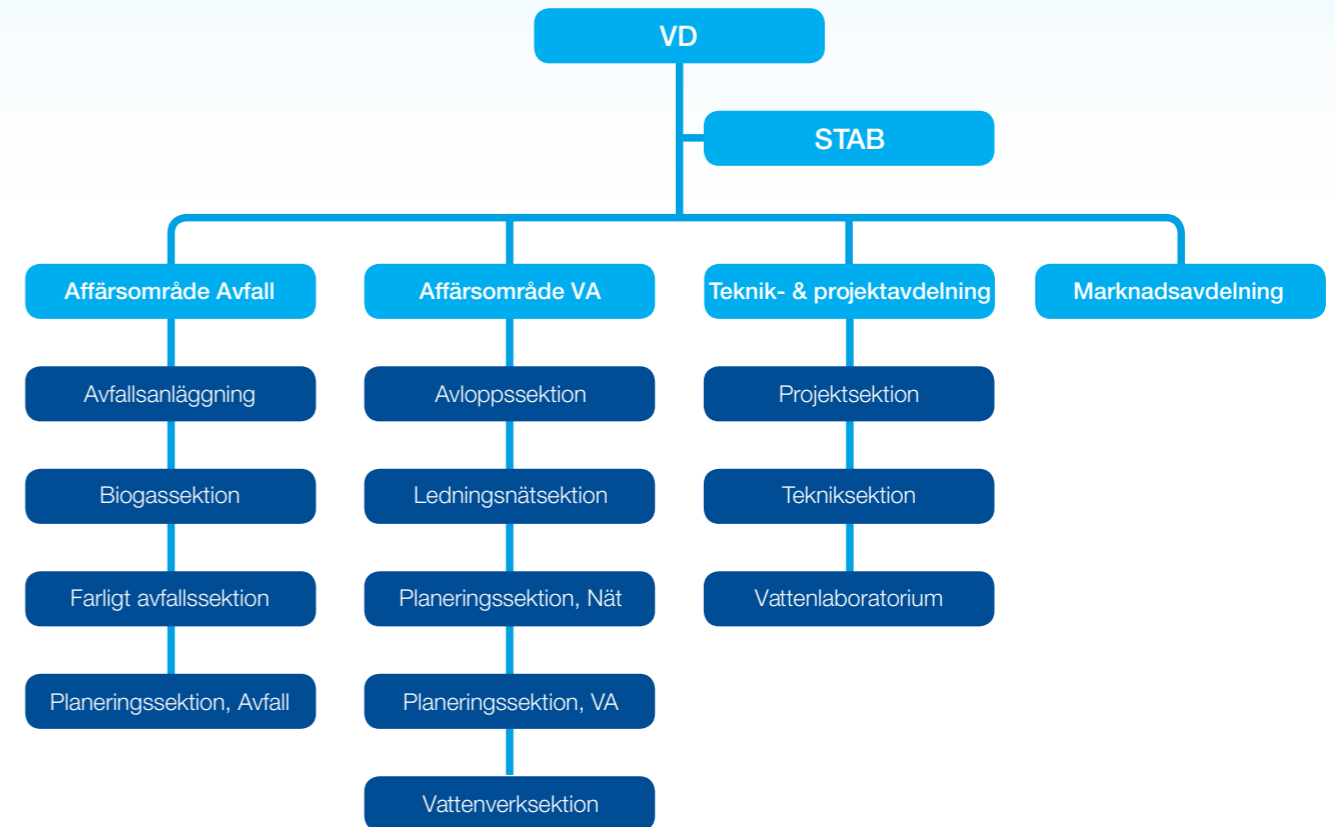 VD
STAB
Affärsområde Avfall
Affärsområde VA
Teknik- & projektavdelning
Marknadsavdelning
Avfallsanläggning
Avloppssektion
Projektsektion
Biogassektion
Ledningsnätsektion
Tekniksektion
Farligt avfallssektion
Planeringssektion, Nät
Vattenlaboratorium
Planeringssektion, Avfall
Planeringssektion, VA
Vattenverksektion